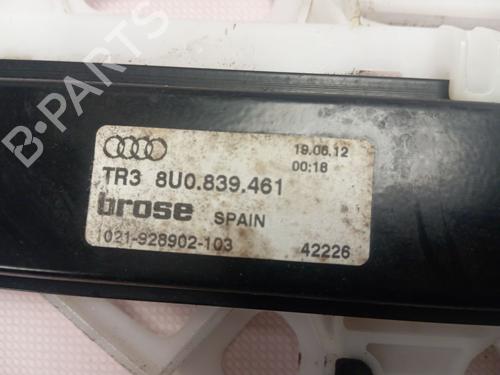 B-PARTS
19.06.12
00:18
TR3 8U0.839.461
brose SPAIN
1021-928902-103 42226